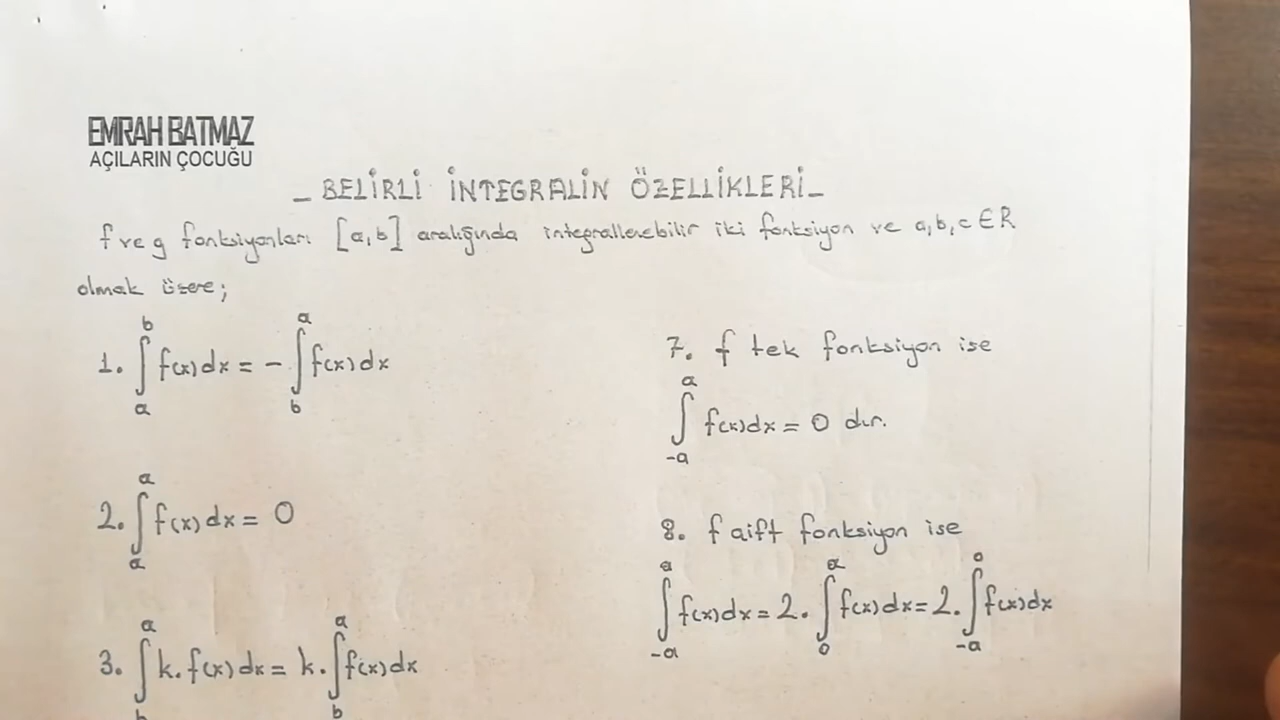 EMRAH BATMAZ
AÇILARIN ÇOCUĞU
_ BELİRLİ İNTEGRALİN ÖZELLİKLERİ _
f ve g fonksiyonları [a,b] aralığında integrallenebilir iki fonksiyon ve a,b,c ∈ R
olmak üzere;
1. ∫_a^b f(x)dx = - ∫_b^a f(x)dx
2. ∫_a^a f(x)dx = 0
3. ∫_b^a k.f(x)dx = k.∫_b^a f(x)dx
7. f tek fonksiyon ise
∫_-a^a f(x)dx = 0 dır.
8. f çift fonksiyon ise
∫_-a^a f(x)dx = 2.∫_0^a f(x)dx = 2.∫_-a^0 f(x)dx